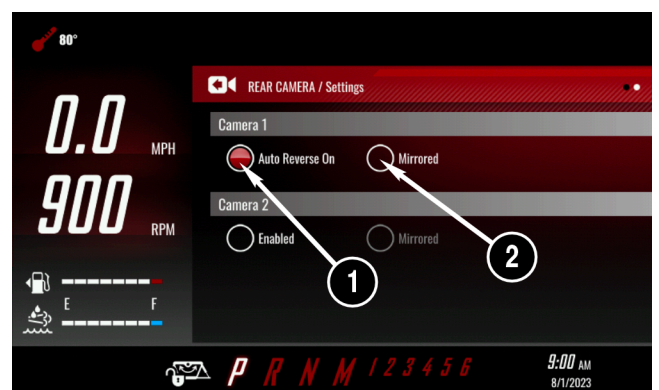 80°
REAR CAMERA / Settings
Camera 1
0.0 MPH
Auto Reverse On Mirrored
Camera 2
900 RPM
Enabled Mirrored
1 2
E F
P R N M 1 2 3 4 5 6
9:00 AM
8/1/2023